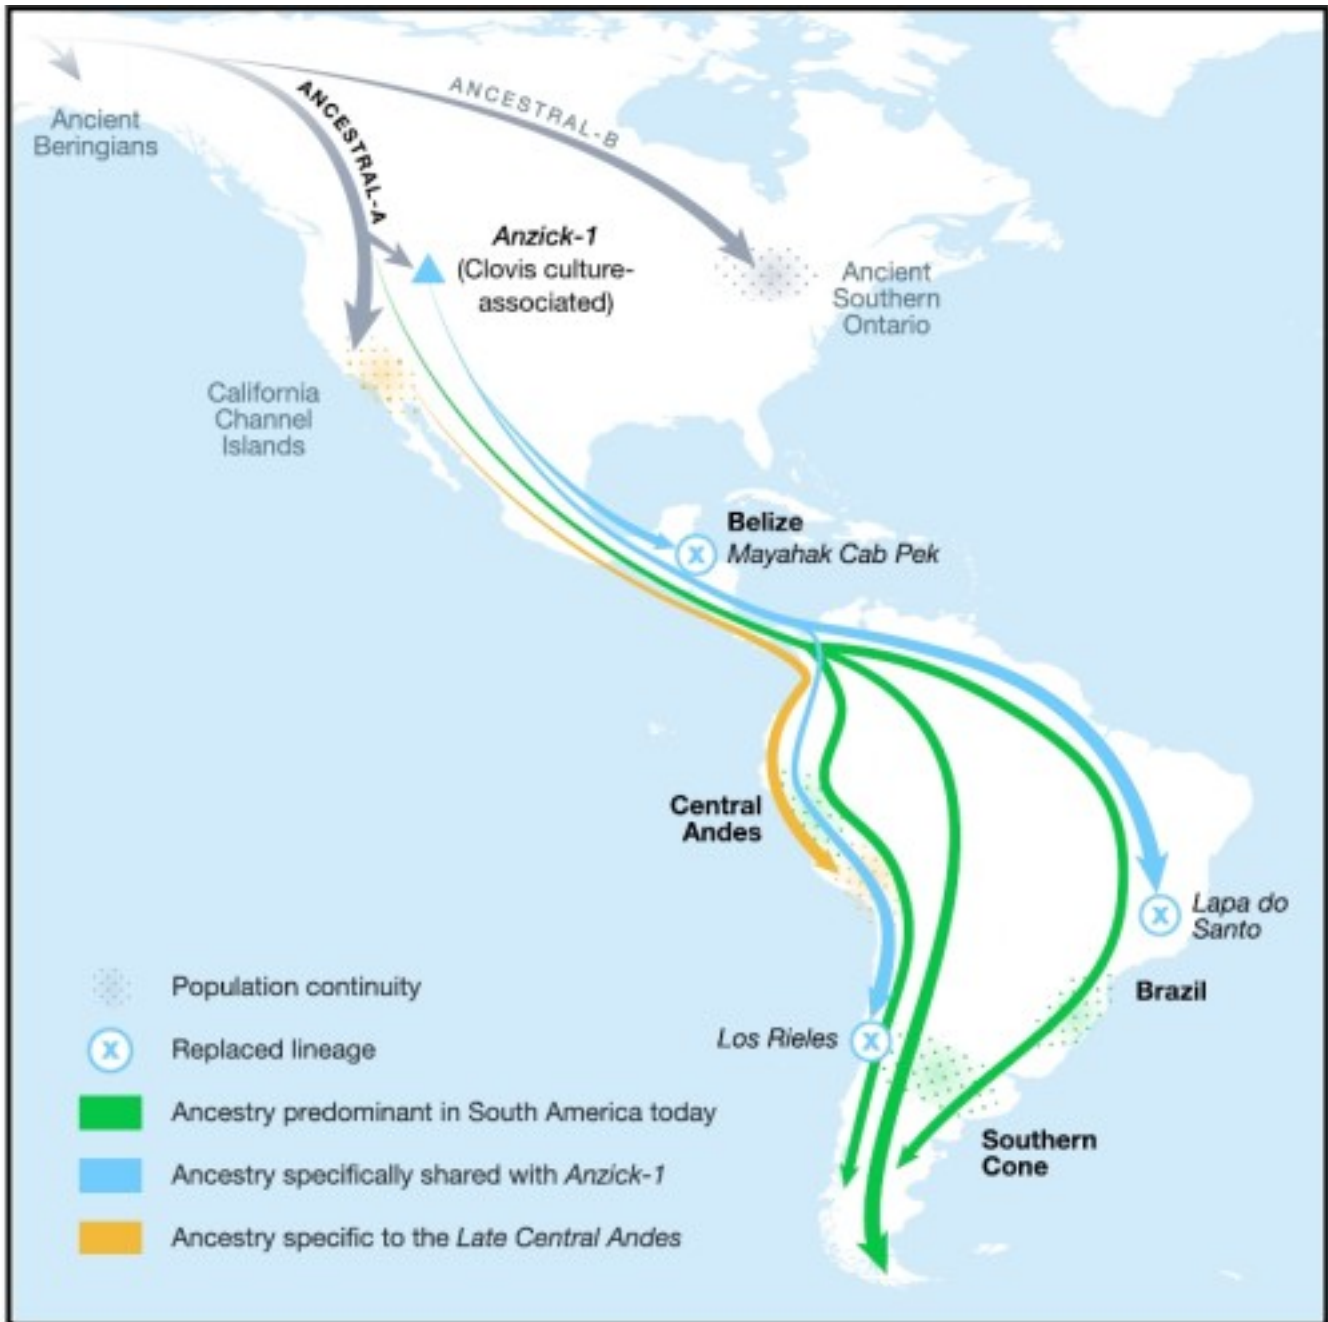 Ancient
Beringians
ANCESTRAL-A
ANCESTRAL-B
Anzick-1
(Clovis culture-
associated)
Ancient
Southern
Ontario
California
Channel
Islands
Belize
x
Mayahak Cab Pek
Central
Andes
x
Lapa do
Santo
Brazil
Los Rieles
x
Southern
Cone
Population continuity
x
Replaced lineage
Ancestry predominant in South America today
Ancestry specifically shared with Anzick-1
Ancestry specific to the Late Central Andes